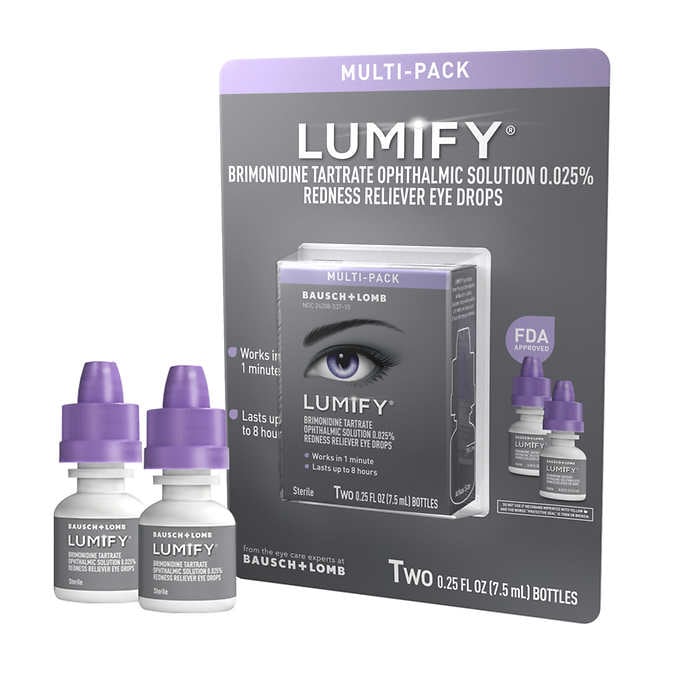 MULTI-PACK
LUMIFY®
BRIMONIDINE TARTRATE OPHTHALMIC SOLUTION 0.025%
REDNESS RELIEVER EYE DROPS
MULTI-PACK
BAUSCH + LOMB
LUMIFY®
BRIMONIDINE TARTRATE
OPHTHALMIC SOLUTION 0.025%
REDNESS RELIEVER EYE DROPS
Works in 1 minute
Lasts up to 8 hours
Sterile
TWO 0.25 FL OZ (7.5 mL) BOTTLES
Works in
1 minute
Lasts up
to 8 hours
FDA
APPROVED
from the eye care experts at
BAUSCH + LOMB
TWO 0.25 FL OZ (7.5 mL) BOTTLES
BAUSCH + LOMB
LUMIFY
BRIMONIDINE TARTRATE
OPHTHALMIC SOLUTION 0.025%
REDNESS RELIEVER EYE DROPS
Sterile
BAUSCH + LOMB
LUMIFY®
BRIMONIDINE TARTRATE
OPHTHALMIC SOLUTION 0.025%
REDNESS RELIEVER EYE DROPS
Sterile